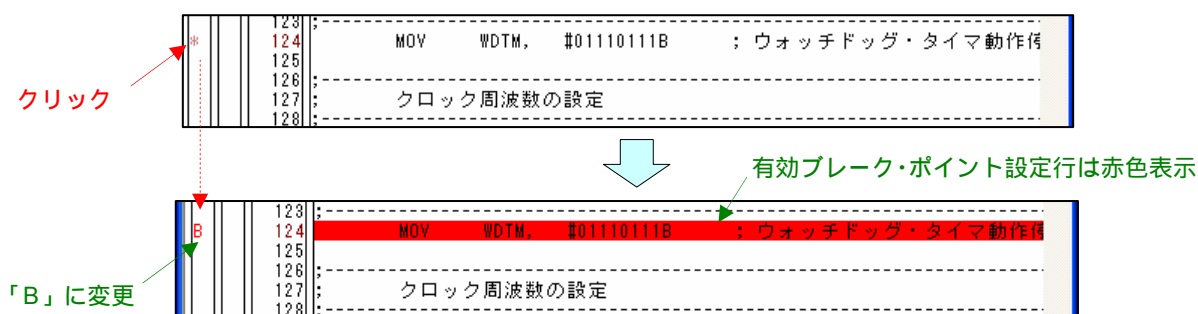 123 ;------------------------------------------------------------
* 124 MOV WDTM, #01110111B ; ウォッチドッグ・タイマ動作停
125
126 ;------------------------------------------------------------
クリック
127 ; クロック周波数の設定
128 ;------------------------------------------------------------
有効ブレーク・ポイント設定行は赤色表示
123 ;------------------------------------------------------------
B 124 MOV WDTM, #01110111B ; ウォッチドッグ・タイマ動作停
125
126 ;------------------------------------------------------------
「B」に変更
127 ; クロック周波数の設定
128 ;------------------------------------------------------------